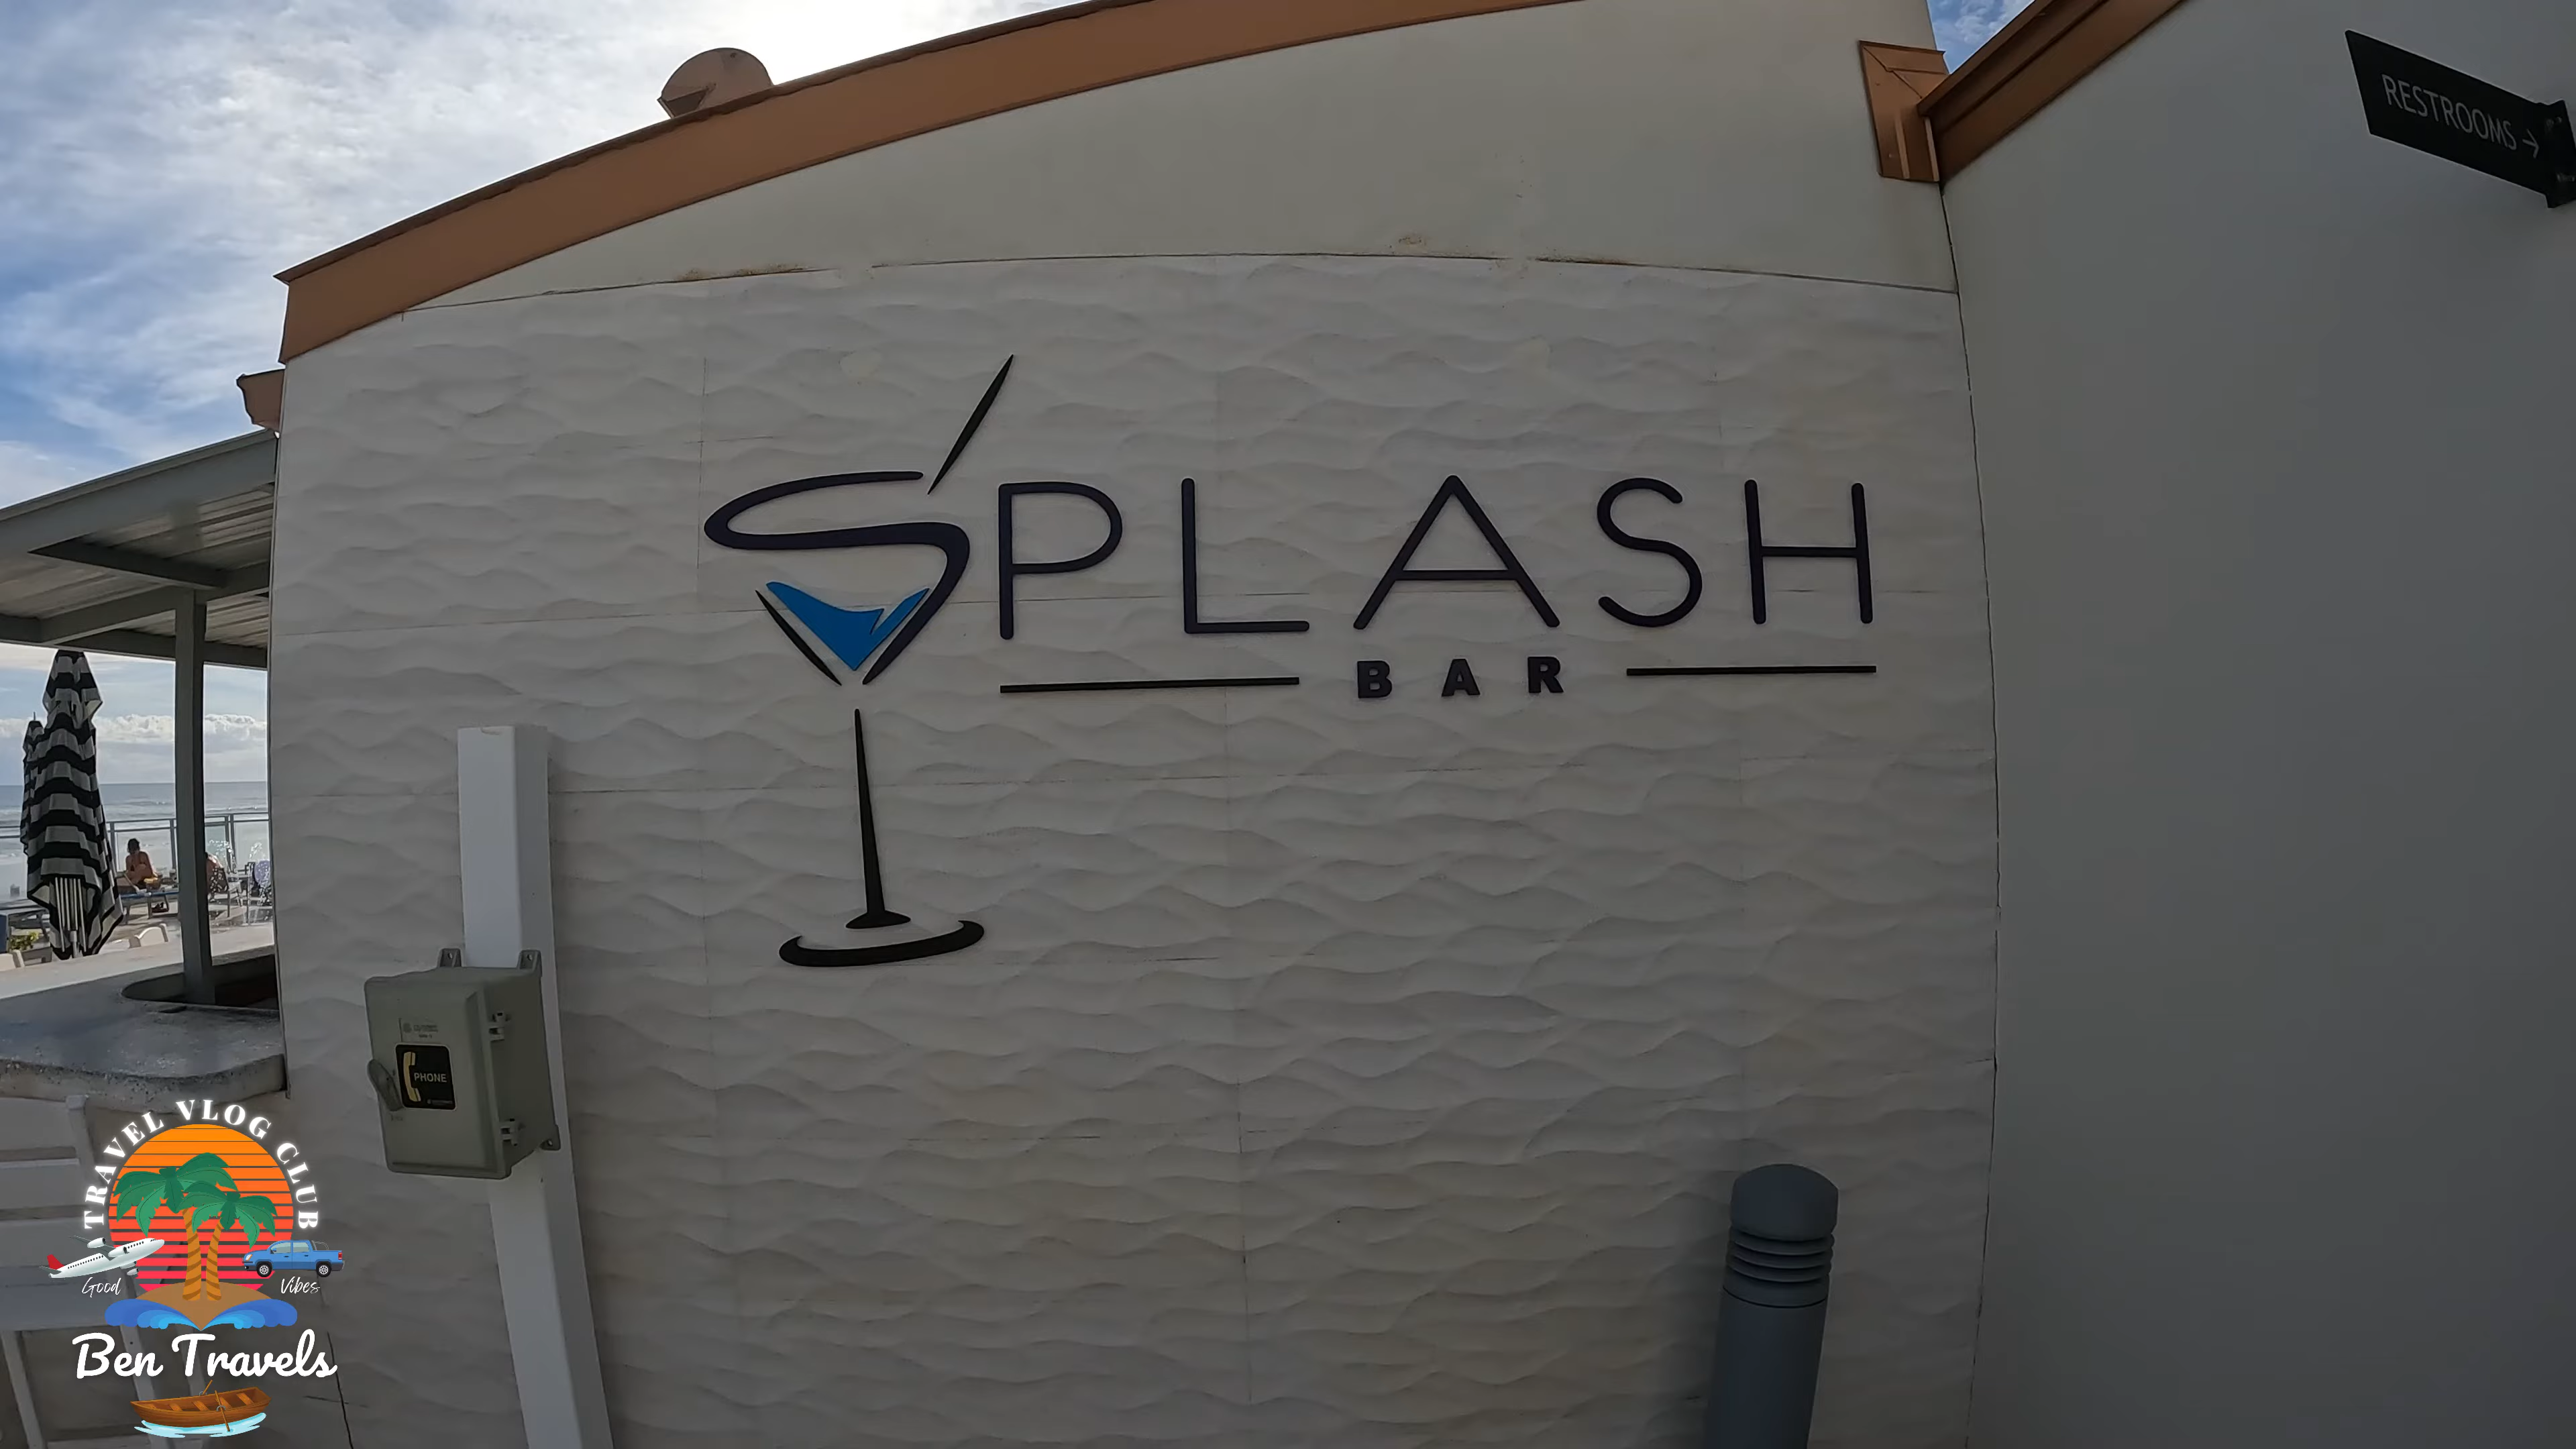 RESTROOMS →
SPLASH
BAR
PHONE
TRAVEL VLOG CLUB
Good Vibes
Ben Travels